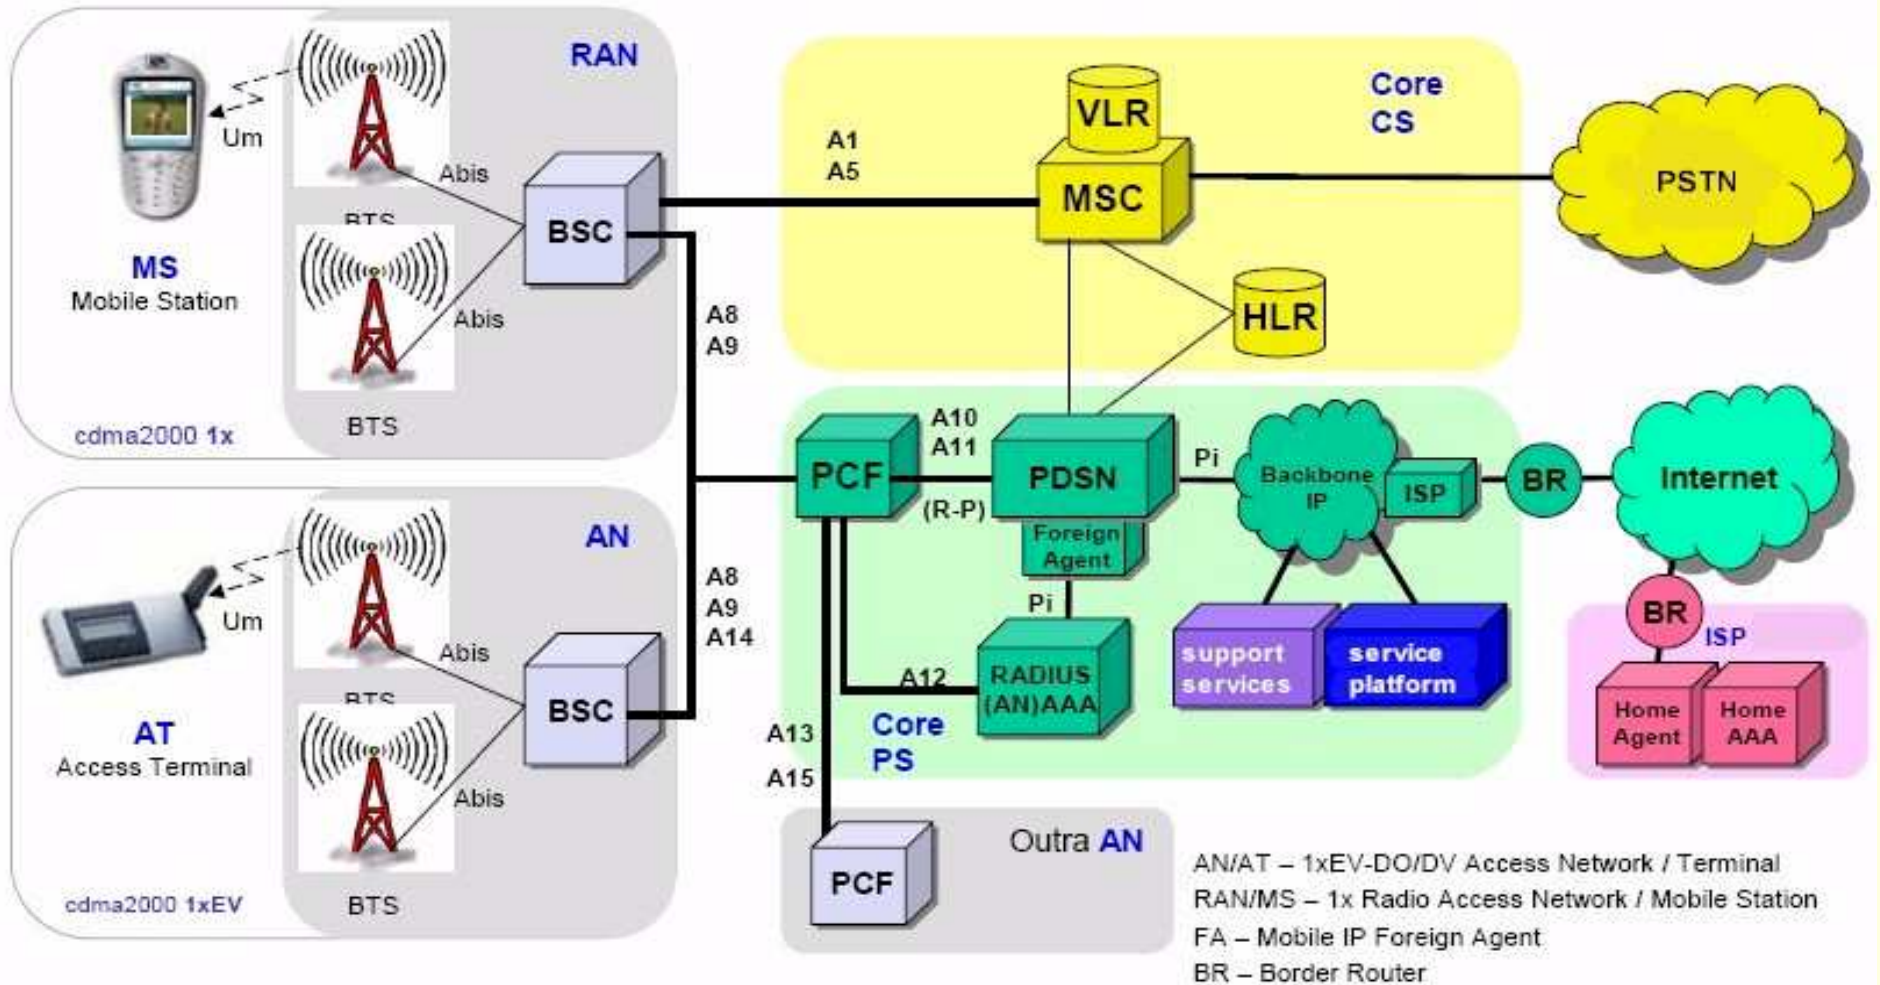 RAN
Um
Abis
BTS
BSC
MS
Mobile Station
Abis
BTS
cdma2000 1x
A1
A5
VLR
MSC
Core
CS
PSTN
HLR
A8
A9
AN
Um
Abis
BTS
BSC
AT
Access Terminal
Abis
BTS
cdma2000 1xEV
A8
A9
A14
PCF
A10
A11
(R-P)
PDSN
Foreign
Agent
Pi
Pi
Backbone
IP
ISP
BR
Internet
A12
RADIUS
(AN)AAA
Core
PS
support
services
service
platform
BR
ISP
Home
Agent
Home
AAA
A13
A15
PCF
Outra AN
AN/AT – 1xEV-DO/DV Access Network / Terminal
RAN/MS – 1x Radio Access Network / Mobile Station
FA – Mobile IP Foreign Agent
BR – Border Router